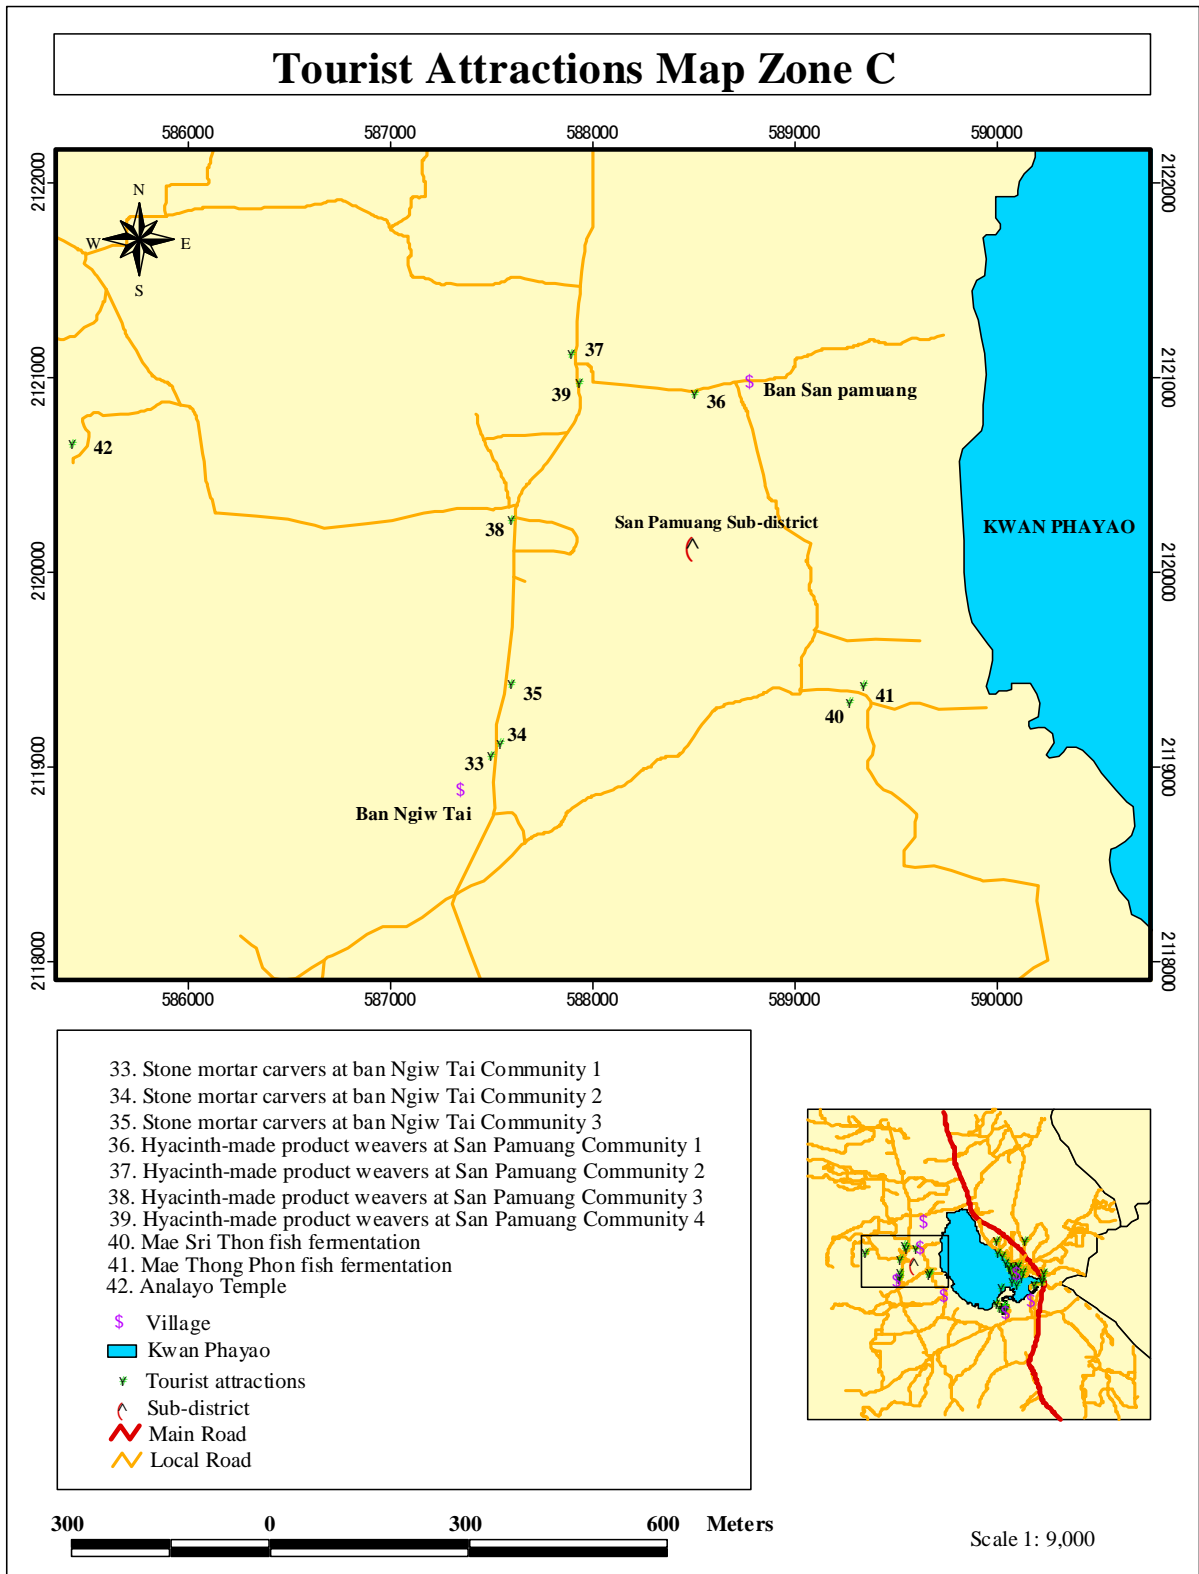 Tourist Attractions Map Zone C
586000 587000 588000 589000 590000
2122000 2122000
N
W E
S
37
2121000 2121000
39
36
Ban San pamuang
42
38
San Pamuang Sub-district
KWAN PHAYAO
2120000 2120000
35
41
40
34
33
2119000 2119000
Ban Ngiw Tai
2118000 2118000
586000 587000 588000 589000 590000
33. Stone mortar carvers at ban Ngiw Tai Community 1
34. Stone mortar carvers at ban Ngiw Tai Community 2
35. Stone mortar carvers at ban Ngiw Tai Community 3
36. Hyacinth-made product weavers at San Pamuang Community 1
37. Hyacinth-made product weavers at San Pamuang Community 2
38. Hyacinth-made product weavers at San Pamuang Community 3
39. Hyacinth-made product weavers at San Pamuang Community 4
40. Mae Sri Thon fish fermentation
41. Mae Thong Phon fish fermentation
42. Analayo Temple
$ Village
Kwan Phayao
Tourist attractions
Sub-district
Main Road
Local Road
300 0 300 600 Meters
Scale 1: 9,000